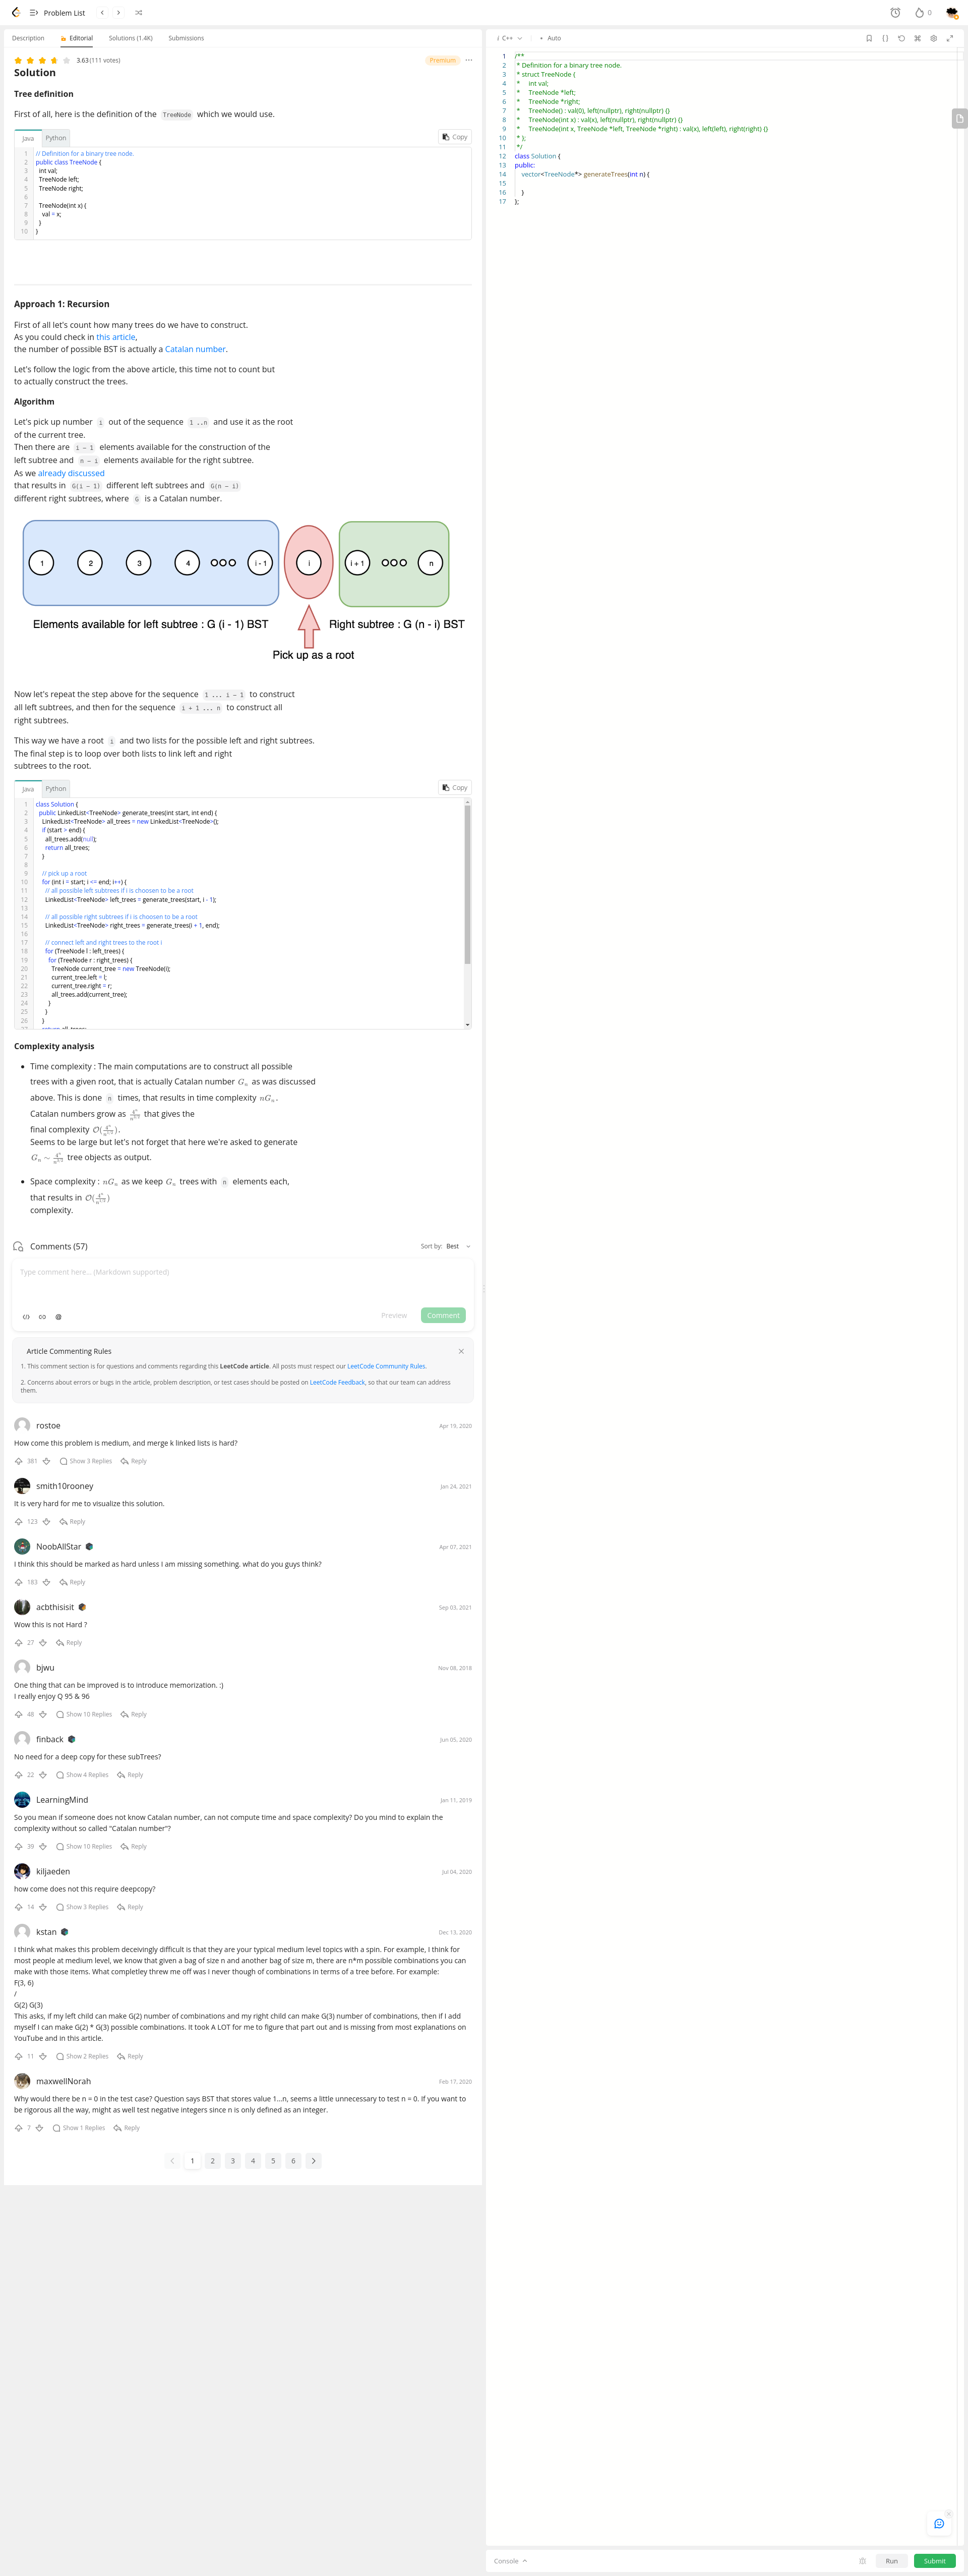 Problem List
0
Description
Editorial
Solutions (1.4K)
Submissions
3.63 (111 votes)
Premium
Solution
Tree definition
First of all, here is the definition of the TreeNode which we would use.
Java
Python
Copy
1 // Definition for a binary tree node.
2 public class TreeNode {
3 int val;
4 TreeNode left;
5 TreeNode right;
6
7 TreeNode(int x) {
8 val = x;
9 }
10 }
Approach 1: Recursion
First of all let's count how many trees do we have to construct.
As you could check in this article,
the number of possible BST is actually a Catalan number.
Let's follow the logic from the above article, this time not to count but
to actually construct the trees.
Algorithm
Let's pick up number i out of the sequence 1 ..n and use it as the root
of the current tree.
Then there are i - 1 elements available for the construction of the
left subtree and n - i elements available for the right subtree.
As we already discussed
that results in G(i - 1) different left subtrees and G(n - i)
different right subtrees, where G is a Catalan number.
1 2 3 4 i - 1 i i + 1 n
Elements available for left subtree : G (i - 1) BST
Right subtree : G (n - i) BST
Pick up as a root
Now let's repeat the step above for the sequence 1 ... i - 1 to construct
all left subtrees, and then for the sequence i + 1 ... n to construct all
right subtrees.
This way we have a root i and two lists for the possible left and right subtrees.
The final step is to loop over both lists to link left and right
subtrees to the root.
Java
Python
Copy
1 class Solution {
2 public LinkedList<TreeNode> generate_trees(int start, int end) {
3 LinkedList<TreeNode> all_trees = new LinkedList<TreeNode>();
4 if (start > end) {
5 all_trees.add(null);
6 return all_trees;
7 }
8
9 // pick up a root
10 for (int i = start; i <= end; i++) {
11 // all possible left subtrees if i is choosen to be a root
12 LinkedList<TreeNode> left_trees = generate_trees(start, i - 1);
13
14 // all possible right subtrees if i is choosen to be a root
15 LinkedList<TreeNode> right_trees = generate_trees(i + 1, end);
16
17 // connect left and right trees to the root i
18 for (TreeNode l : left_trees) {
19 for (TreeNode r : right_trees) {
20 TreeNode current_tree = new TreeNode(i);
21 current_tree.left = l;
22 current_tree.right = r;
23 all_trees.add(current_tree);
24 }
25 }
26 }
Complexity analysis
• Time complexity : The main computations are to construct all possible
trees with a given root, that is actually Catalan number Gn as was discussed
above. This is done n times, that results in time complexity nGn.
Catalan numbers grow as that gives the
final complexity
Seems to be large but let's not forget that here we're asked to generate
Gn ∼ tree objects as output.
• Space complexity : nGn as we keep Gn trees with n elements each,
that results in
complexity.
Comments (57)
Sort by: Best
Type comment here... (Markdown supported)
Preview
Comment
Article Commenting Rules
1. This comment section is for questions and comments regarding this LeetCode article. All posts must respect our LeetCode Community Rules.
2. Concerns about errors or bugs in the article, problem description, or test cases should be posted on LeetCode Feedback, so that our team can address
them.
rostoe
Apr 19, 2020
How come this problem is medium, and merge k linked lists is hard?
381 Show 3 Replies Reply
smith10rooney
Jan 24, 2021
It is very hard for me to visualize this solution.
123 Reply
NoobAllStar
Apr 07, 2021
I think this should be marked as hard unless I am missing something. what do you guys think?
183 Reply
acbthisisit
Sep 03, 2021
Wow this is not Hard ?
27 Reply
bjwu
Nov 08, 2018
One thing that can be improved is to introduce memorization. :)
I really enjoy Q 95 & 96
48 Show 10 Replies Reply
finback
Jun 05, 2020
No need for a deep copy for these subTrees?
22 Show 4 Replies Reply
LearningMind
Jan 11, 2019
So you mean if someone does not know Catalan number, can not compute time and space complexity? Do you mind to explain the
complexity without so called "Catalan number"?
39 Show 10 Replies Reply
kiljaeden
Jul 04, 2020
how come does not this require deepcopy?
14 Show 3 Replies Reply
kstan
Dec 13, 2020
I think what makes this problem deceivingly difficult is that they are your typical medium level topics with a spin. For example, I think for
most people at medium level, we know that given a bag of size n and another bag of size m, there are n*m possible combinations you can
make with those items. What completley threw me off was I never though of combinations in terms of a tree before. For example:
F(3, 6)
/
G(2) G(3)
This asks, if my left child can make G(2) number of combinations and my right child can make G(3) number of combinations, then if I add
myself I can make G(2) * G(3) possible combinations. it took A LOT for me to figure that part out and is missing from most explanations on
YouTube and in this article.
11 Show 2 Replies Reply
maxwellNorah
Feb 17, 2020
Why would there be n = 0 in the test case? Question says BST that stores value 1...n, seems a little unnecessary to test n = 0. If you want to
be rigorous all the way, might as well test negative integers since n is only defined as an integer.
7 Show 1 Replies Reply
1 2 3 4 5 6
i C++
Auto
1 /**
2 * Definition for a binary tree node.
3 * struct TreeNode {
4 * int val;
5 * TreeNode *left;
6 * TreeNode *right;
7 * TreeNode() : val(0), left(nullptr), right(nullptr) {}
8 * TreeNode(int x) : val(x), left(nullptr), right(nullptr) {}
9 * TreeNode(int x, TreeNode *left, TreeNode *right) : val(x), left(left), right(right) {}
10 * };
11 */
12 class Solution {
13 public:
14 vector<TreeNode*> generateTrees(int n) {
15
16 }
17 };
Console
Run
Submit